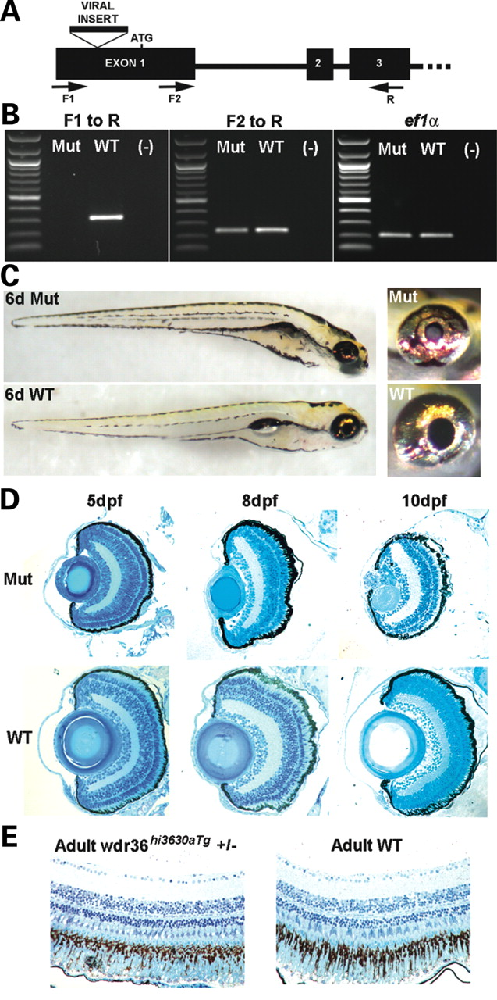 A
VIRAL
INSERT
ATG
EXON 1
2
3
F1
F2
R
B
F1 to R
F2 to R
ef1α
Mut WT (-)
Mut WT (-)
Mut WT (-)
C
6d Mut
Mut
6d WT
WT
D
5dpf
8dpf
10dpf
Mut
WT
E
Adult wdr36hi3630aTg +/-
Adult WT